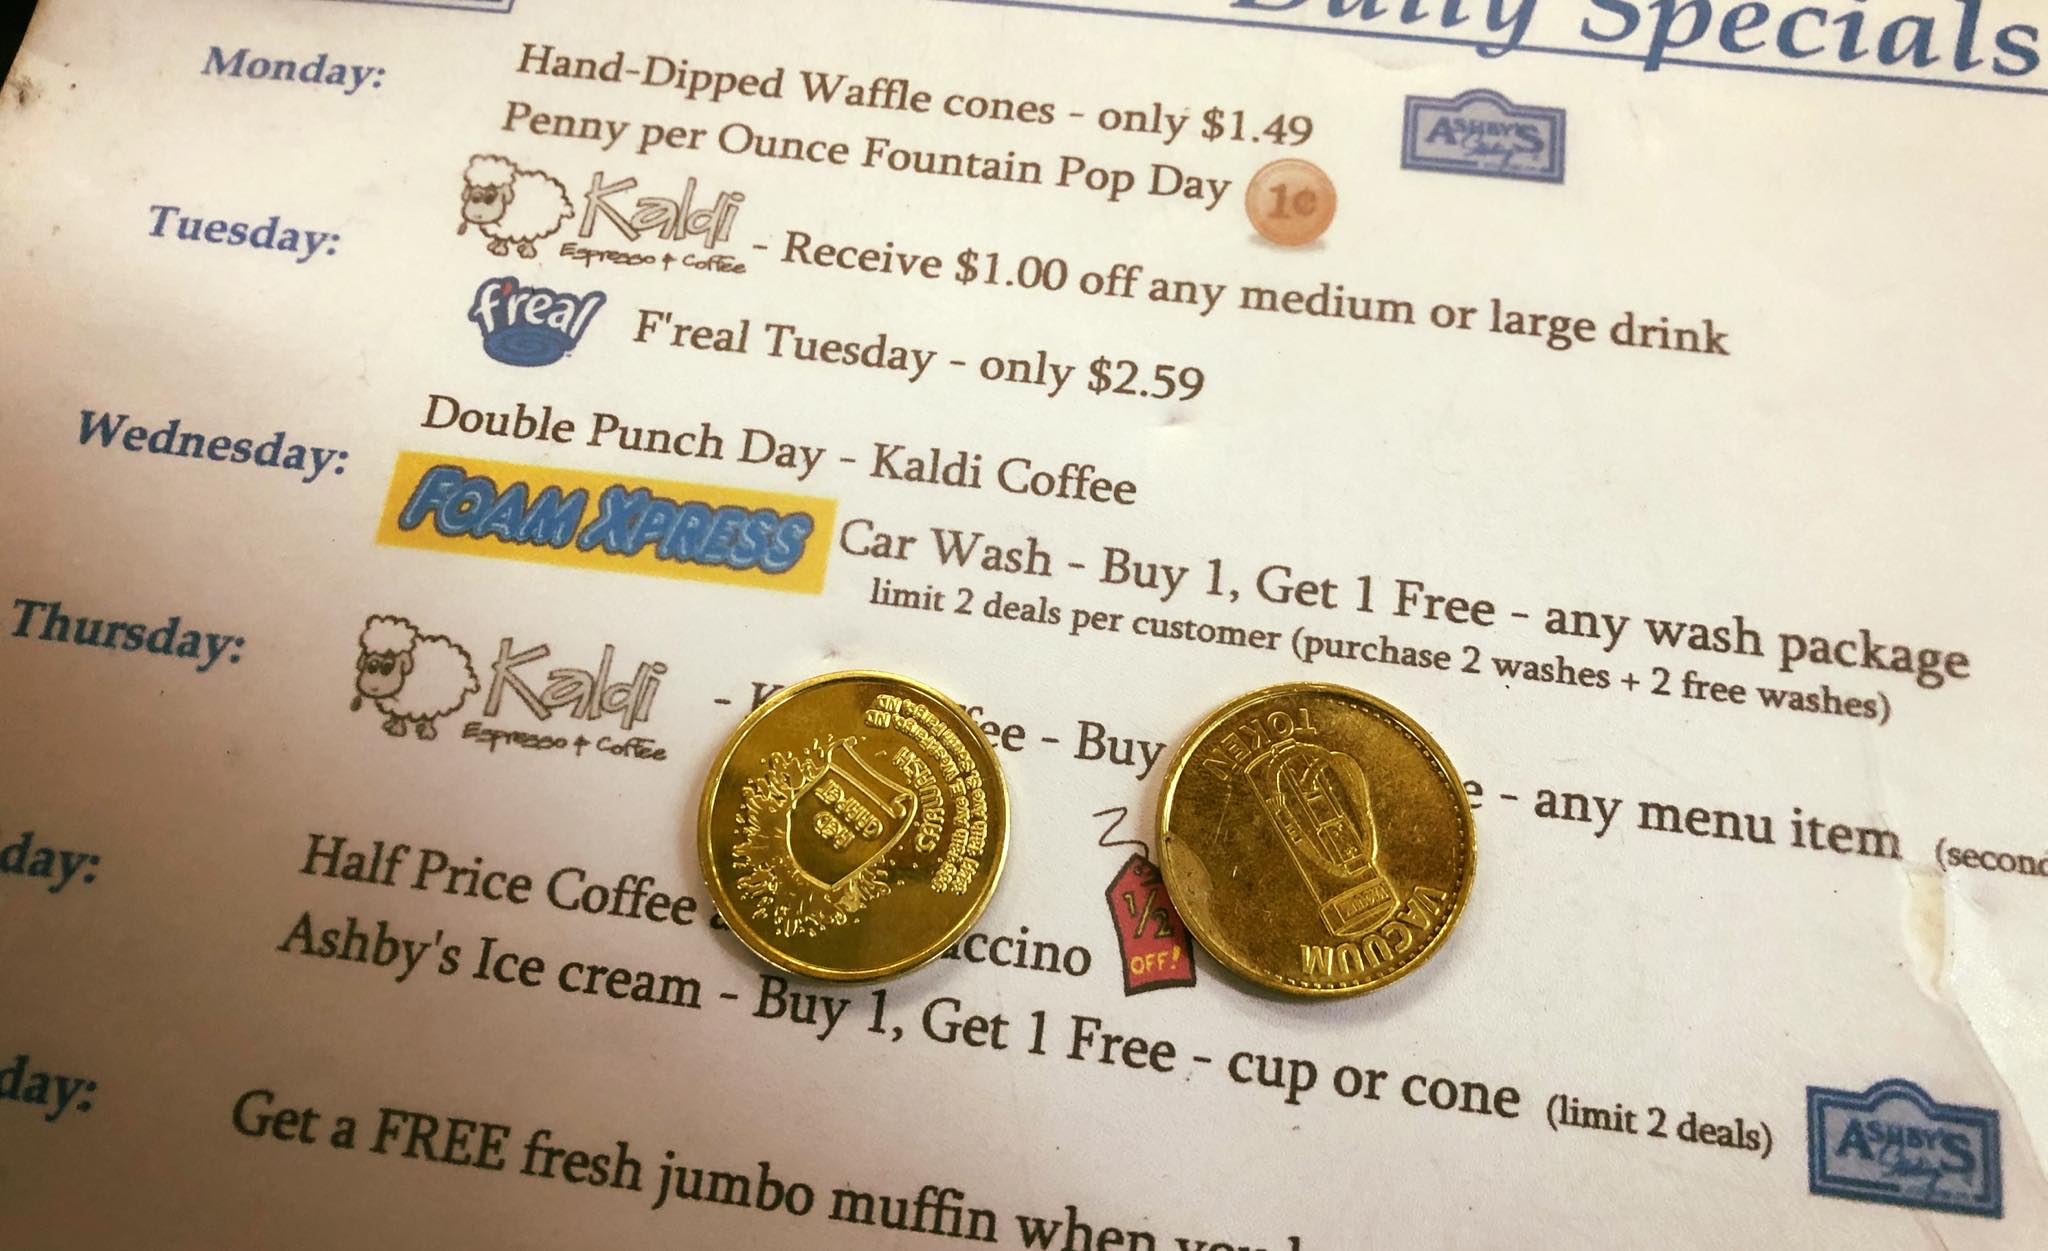 Daily Specials
Monday:
Hand-Dipped Waffle cones - only $1.49
ASHBY'S
Penny per Ounce Fountain Pop Day
1¢
Tuesday:
Kaldi
Espresso + Coffee
- Receive $1.00 off any medium or large drink
f'real
F'real Tuesday - only $2.59
Wednesday:
Double Punch Day - Kaldi Coffee
FOAM XPRESS
Car Wash - Buy 1, Get 1 Free - any wash package
limit 2 deals per customer (purchase 2 washes + 2 free washes)
Thursday:
Kaldi
Espresso + Coffee
- Buy
- any menu item (second
day:
Half Price Coffee
ccino
1/2
OFF!
Ashby's Ice cream - Buy 1, Get 1 Free - cup or cone (limit 2 deals)
ASHBY'S
day:
Get a FREE fresh jumbo muffin when
RED
CARPET
CARWASH
VACUUM
TOKEN